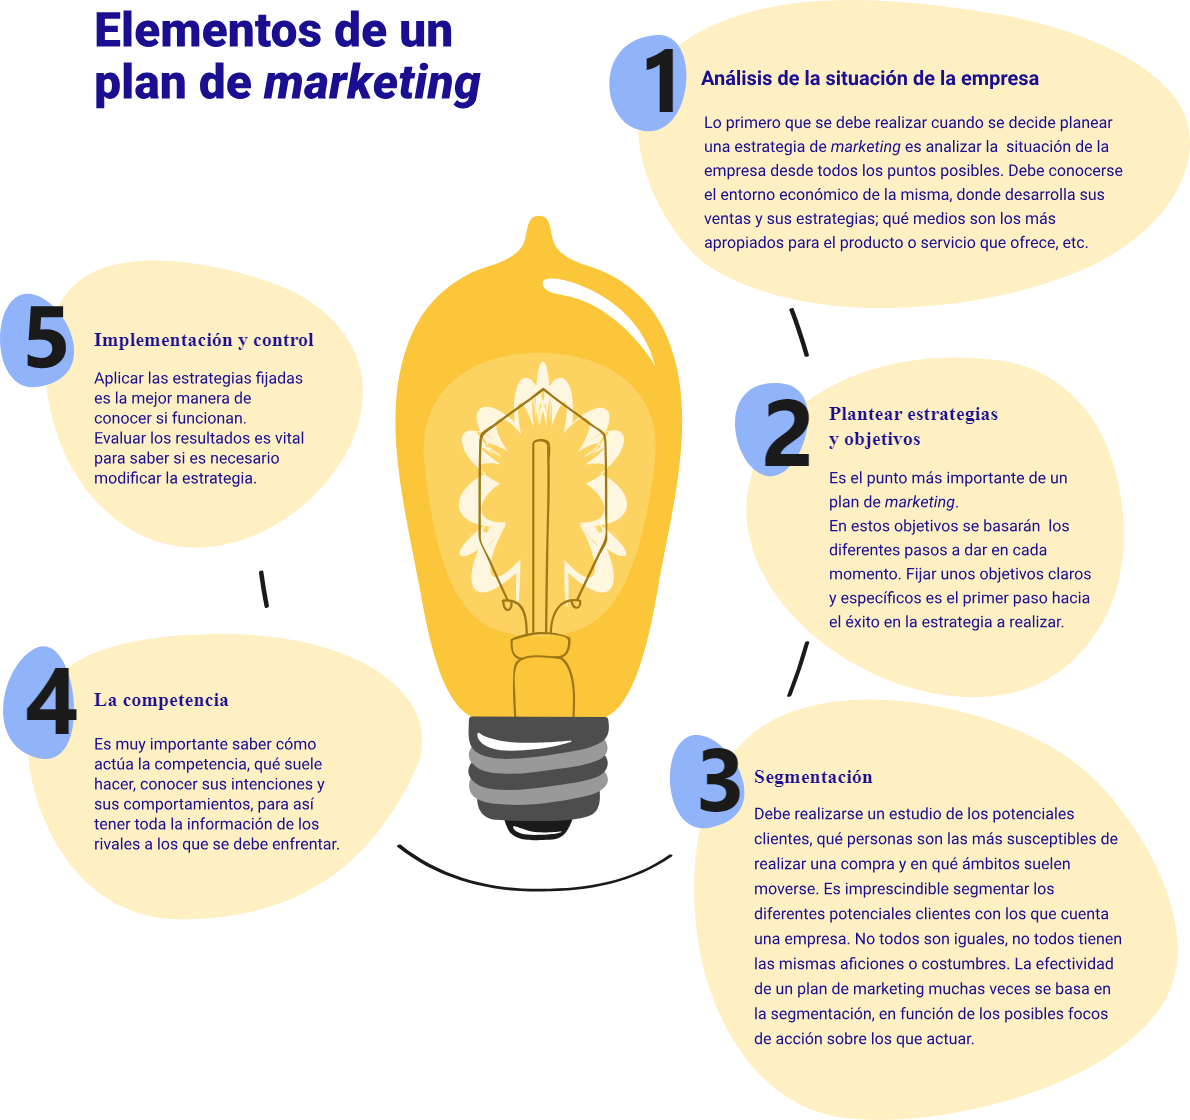 Elementos de un
plan de marketing
1
Análisis de la situación de la empresa
Lo primero que se debe realizar cuando se decide planear
una estrategia de marketing es analizar la situación de la
empresa desde todos los puntos posibles. Debe conocerse
el entorno económico de la misma, donde desarrolla sus
ventas y sus estrategias; qué medios son los más
apropiados para el producto o servicio que ofrece, etc.
2
Plantear estrategias
y objetivos
Es el punto más importante de un
plan de marketing.
En estos objetivos se basarán los
diferentes pasos a dar en cada
momento. Fijar unos objetivos claros
y específicos es el primer paso hacia
el éxito en la estrategia a realizar.
3
Segmentación
Debe realizarse un estudio de los potenciales
clientes, qué personas son las más susceptibles de
realizar una compra y en qué ámbitos suelen
moverse. Es imprescindible segmentar los
diferentes potenciales clientes con los que cuenta
una empresa. No todos son iguales, no todos tienen
las mismas aficiones o costumbres. La efectividad
de un plan de marketing muchas veces se basa en
la segmentación, en función de los posibles focos
de acción sobre los que actuar.
4
La competencia
Es muy importante saber cómo
actúa la competencia, qué suele
hacer, conocer sus intenciones y
sus comportamientos, para así
tener toda la información de los
rivales a los que se debe enfrentar.
5
Implementación y control
Aplicar las estrategias fijadas
es la mejor manera de
conocer si funcionan.
Evaluar los resultados es vital
para saber si es necesario
modificar la estrategia.